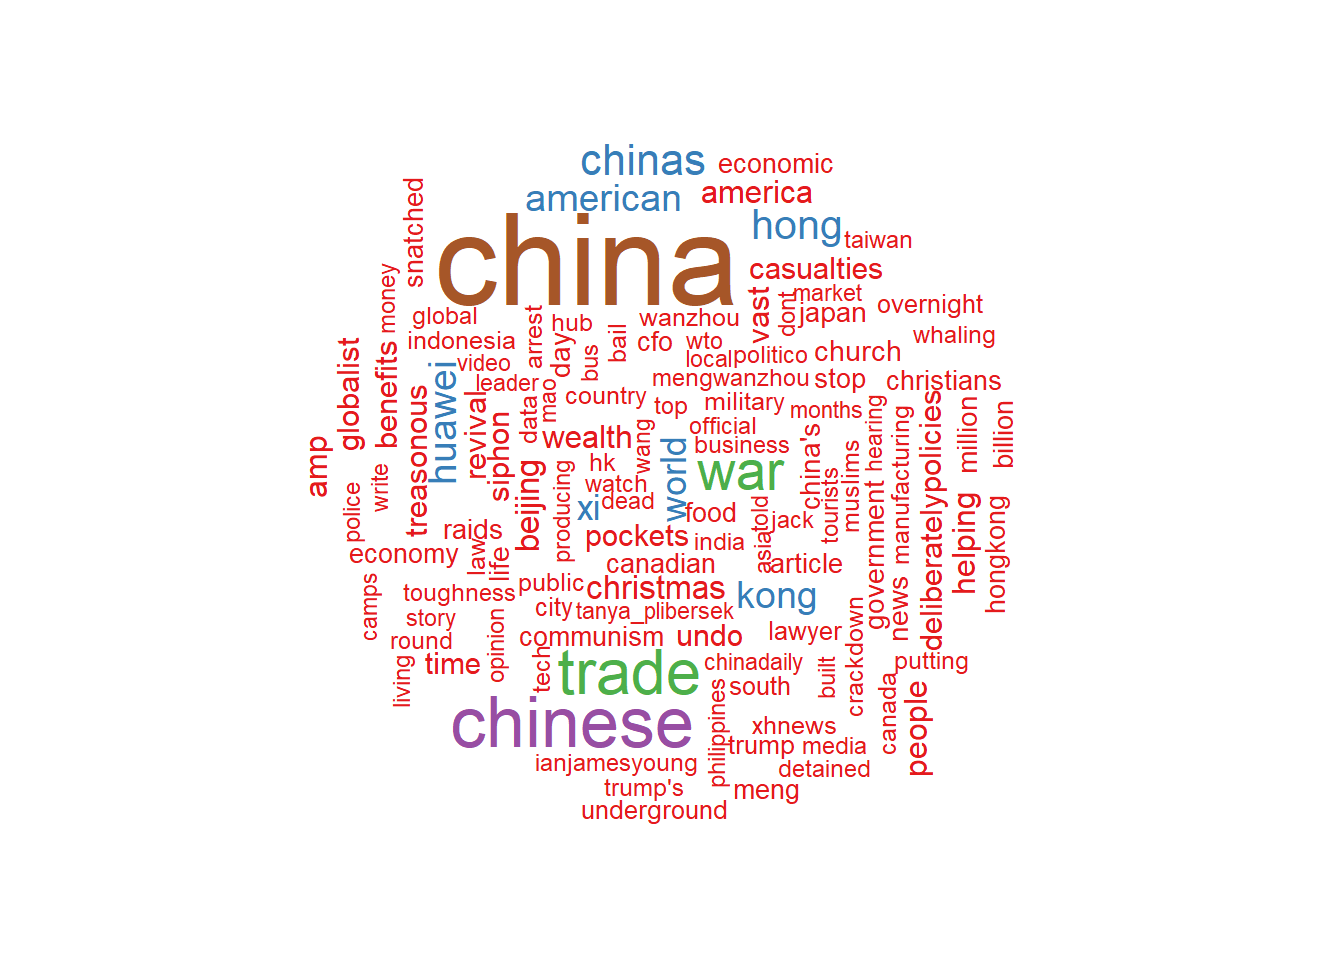 chinas
economic
american
america
snatched
china
hong
taiwan
casualties
money
global
indonesia
video
leader
arrest
hub
day
bus
bail
wanzhou
cfo
wto
local
politico
vast
dont
market
japan
overnight
whaling
church
christians
globalist
benefits
huawei
treasonous
revival
siphon
data
mao
country
mengwanzhou
stop
top
military
months
official
business
wealth
wang
hk
watch
dead
xi
world
war
china's
muslims
tourists
hearing
government
manufacturing
deliberatelypolicies
million
billion
amp
police
write
raids
beijing
producing
pockets
food
india
told
asia
jack
article
canadian
helping
hongkong
news
economy
law
life
camps
toughness
story
round
living
public
christmas
kong
city
tanya_plibersek
communism
undo
lawyer
time
opinion
tech
trade
chinadaily
south
built
crackdown
putting
canada
people
chinese
philippines
xhnews
trump
media
detained
ianjamesyoung
trump's
meng
underground